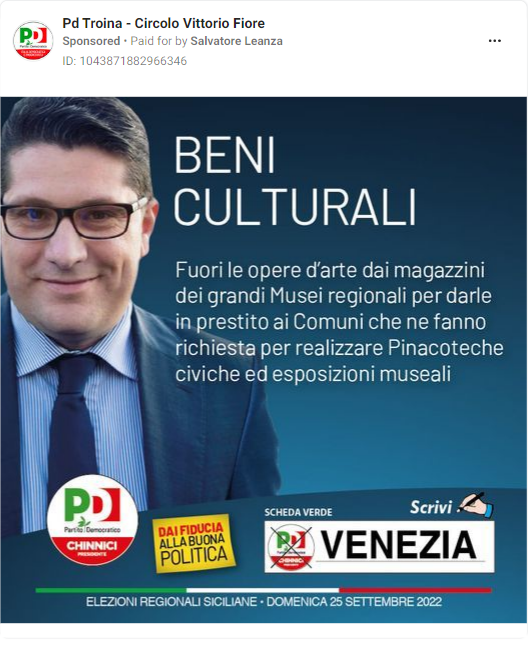 Pd Troina - Circolo Vittorio Fiore
Sponsored • Paid for by Salvatore Leanza
ID: 1043871882966346
BENI
CULTURALI
Fuori le opere d'arte dai magazzini
dei grandi Musei regionali per darle
in prestito ai Comuni che ne fanno
richiesta per realizzare Pinacoteche
civiche ed esposizioni museali
PD
Partito Democratico
CHINNICI
PRESIDENTE
DAI FIDUCIA
ALLA BUONA
POLITICA
SCHEDA VERDE
Scrivi
PD
CHINNICI
VENEZIA
ELEZIONI REGIONALI SICILIANE • DOMENICA 25 SETTEMBRE 2022